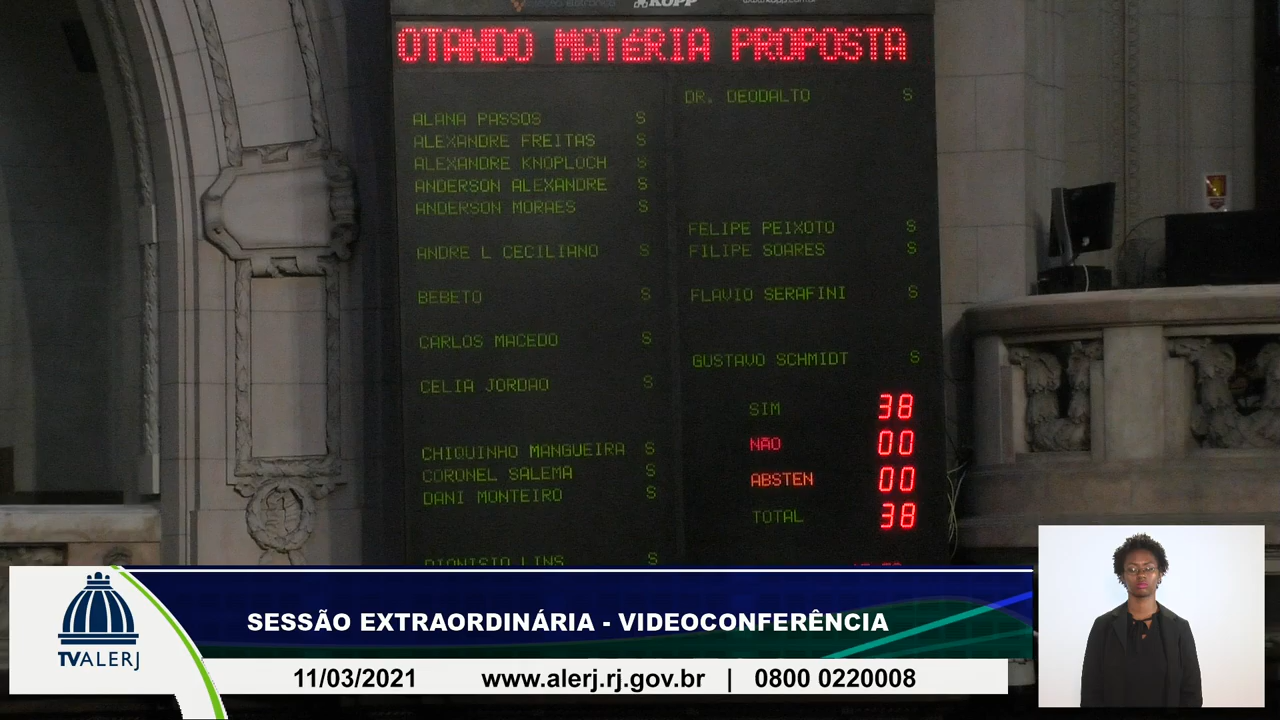 KOPP
OTANDO MATÉRIA PROPOSTA
ALANA PASSOS S
ALEXANDRE FREITAS S
ALEXANDRE KNOPLOCH S
ANDERSON ALEXANDRE S
ANDERSON MORAES S
ANDRE L CECILIANO S
BEBETO S
CARLOS MACEDO S
CELIA JORDAO S
CHIQUINHO MANGUEIRA S
CORONEL SALEMA S
DANI MONTEIRO S
DIONISIO LINS S
DR. DEODALTO S
FELIPE PEIXOTO S
FILIPE SOARES S
FLAVIO SERAFINI S
GUSTAVO SCHMIDT S
SIM 38
NÃO 00
ABSTEN 00
TOTAL 38
TVALERJ
SESSÃO EXTRAORDINÁRIA - VIDEOCONFERÊNCIA
11/03/2021 www.alerj.rj.gov.br | 0800 0220008